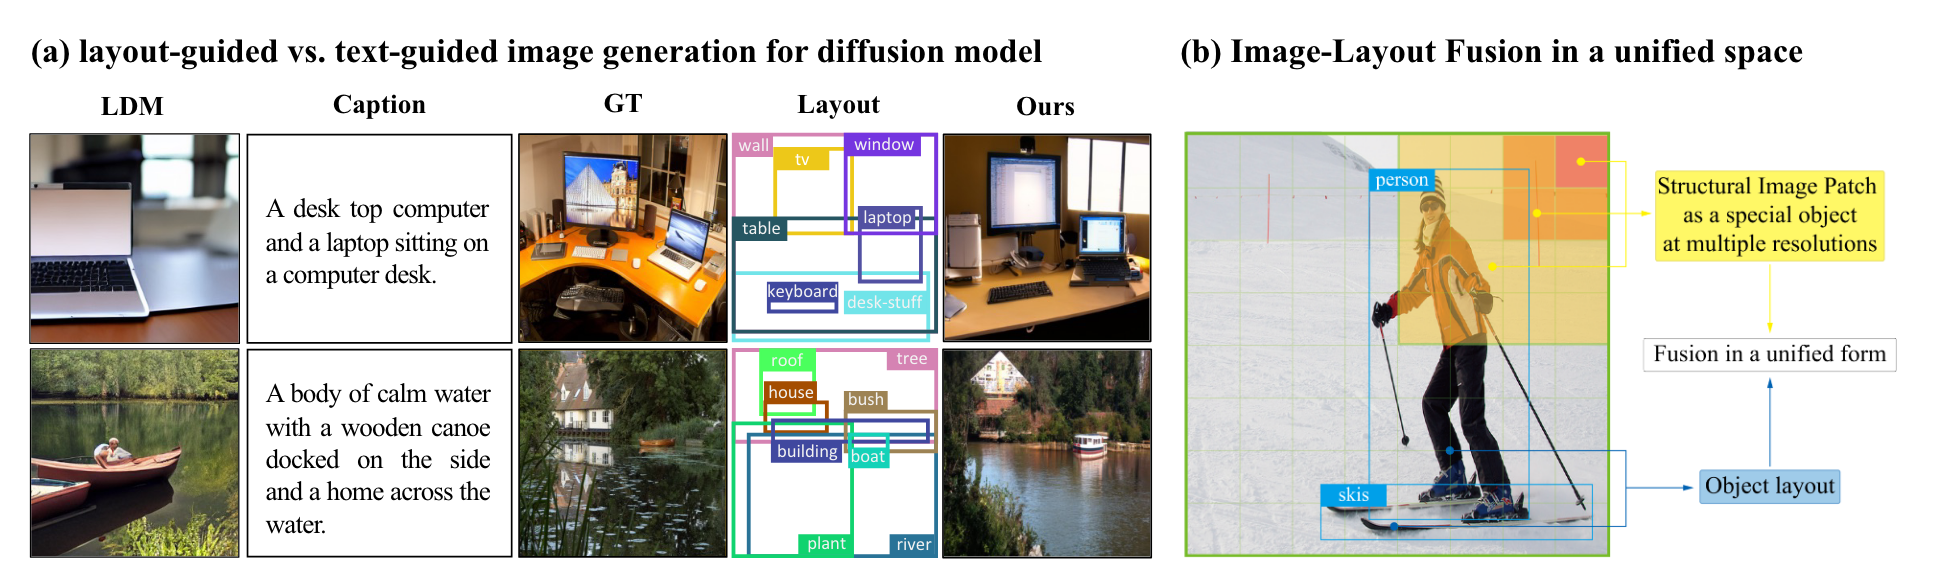 (a) layout-guided vs. text-guided image generation for diffusion model
LDM
Caption
GT
Layout
Ours
A desk top computer
and a laptop sitting on
a computer desk.
wall
tv
window
laptop
table
keyboard
desk-stuff
A body of calm water
with a wooden canoe
docked on the side
and a home across the
water.
roof
tree
house
bush
building
boat
plant
river
(b) Image-Layout Fusion in a unified space
person
skis
Structural Image Patch
as a special object
at multiple resolutions
Fusion in a unified form
Object layout